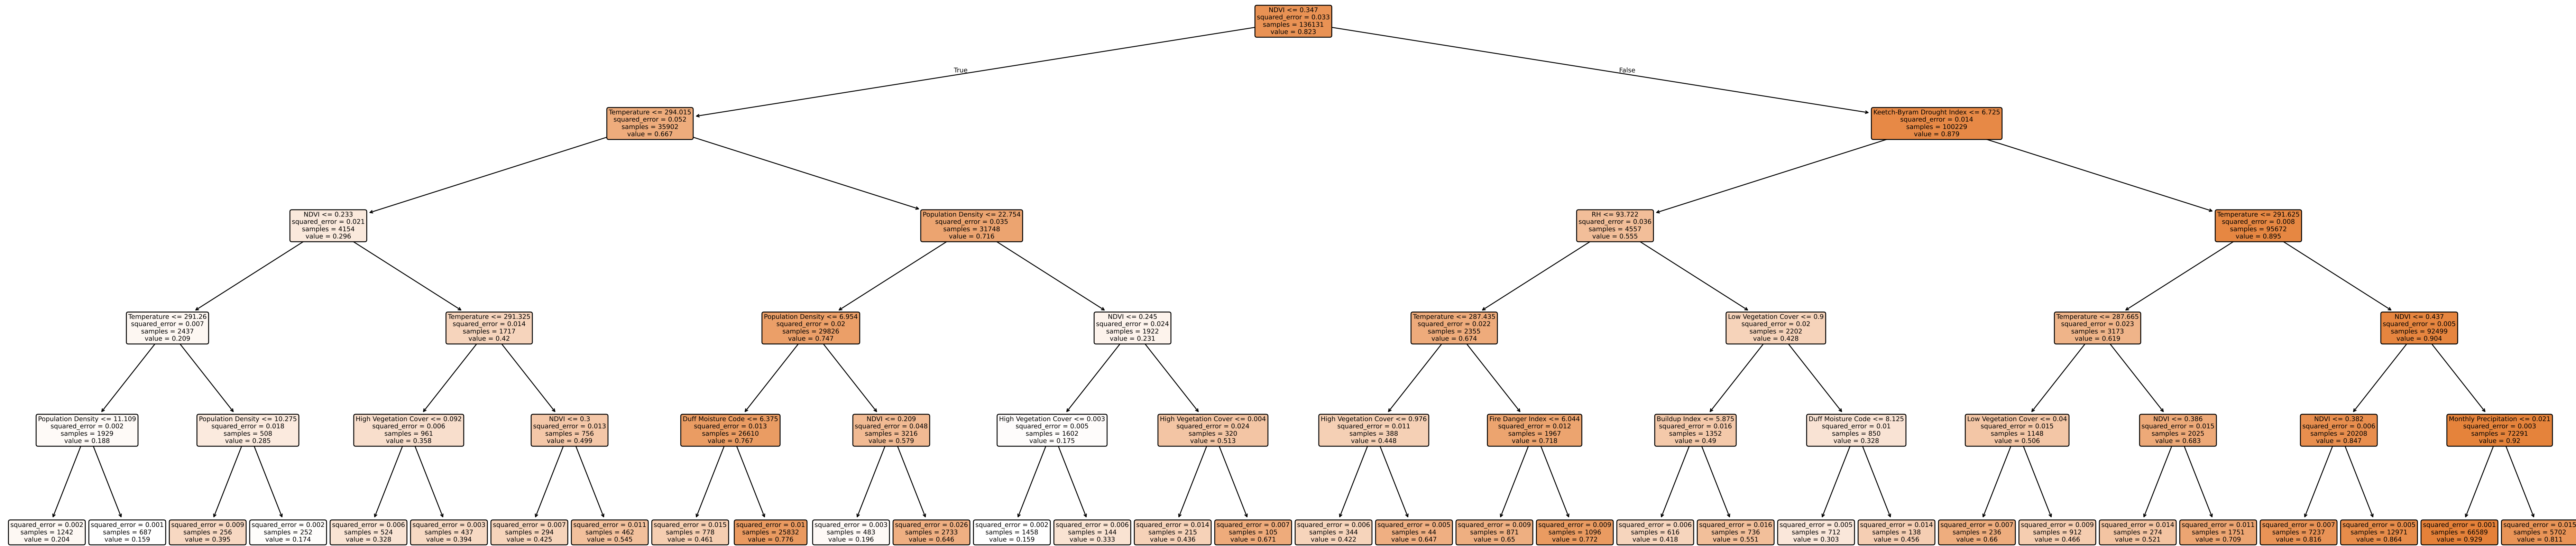 NDVI <= 0.347
squared_error = 0.033
samples = 136131
value = 0.823
True
False
Temperature <= 294.015
squared_error = 0.052
samples = 35902
value = 0.667
Keetch-Byram Drought Index <= 6.725
squared_error = 0.014
samples = 100229
value = 0.879
NDVI <= 0.233
squared_error = 0.021
samples = 4154
value = 0.296
Population Density <= 22.754
squared_error = 0.035
samples = 31748
value = 0.716
RH <= 93.722
squared_error = 0.036
samples = 4557
value = 0.555
Temperature <= 291.625
squared_error = 0.008
samples = 95672
value = 0.895
Temperature <= 291.26
squared_error = 0.007
samples = 2437
value = 0.209
Temperature <= 291.325
squared_error = 0.014
samples = 1717
value = 0.42
Population Density <= 6.954
squared_error = 0.02
samples = 29826
value = 0.747
NDVI <= 0.245
squared_error = 0.024
samples = 1922
value = 0.231
Temperature <= 287.435
squared_error = 0.022
samples = 2355
value = 0.674
Low Vegetation Cover <= 0.9
squared_error = 0.02
samples = 2202
value = 0.428
Temperature <= 287.665
squared_error = 0.023
samples = 3173
value = 0.619
NDVI <= 0.437
squared_error = 0.005
samples = 92499
value = 0.904
Population Density <= 11.109
squared_error = 0.002
samples = 1929
value = 0.188
Population Density <= 10.275
squared_error = 0.018
samples = 508
value = 0.285
High Vegetation Cover <= 0.092
squared_error = 0.006
samples = 961
value = 0.358
NDVI <= 0.3
squared_error = 0.013
samples = 756
value = 0.499
Duff Moisture Code <= 6.375
squared_error = 0.013
samples = 26610
value = 0.767
NDVI <= 0.209
squared_error = 0.048
samples = 3216
value = 0.579
High Vegetation Cover <= 0.003
squared_error = 0.005
samples = 1602
value = 0.175
High Vegetation Cover <= 0.004
squared_error = 0.024
samples = 320
value = 0.513
High Vegetation Cover <= 0.976
squared_error = 0.011
samples = 388
value = 0.448
Fire Danger Index <= 6.044
squared_error = 0.012
samples = 1967
value = 0.718
Buildup Index <= 5.875
squared_error = 0.016
samples = 1352
value = 0.49
Duff Moisture Code <= 8.125
squared_error = 0.01
samples = 850
value = 0.328
Low Vegetation Cover <= 0.04
squared_error = 0.015
samples = 1148
value = 0.506
NDVI <= 0.386
squared_error = 0.015
samples = 2025
value = 0.683
NDVI <= 0.382
squared_error = 0.006
samples = 20208
value = 0.847
Monthly Precipitation <= 0.021
squared_error = 0.003
samples = 72291
value = 0.92
squared_error = 0.002
samples = 1242
value = 0.204
squared_error = 0.001
samples = 687
value = 0.159
squared_error = 0.009
samples = 256
value = 0.395
squared_error = 0.002
samples = 252
value = 0.174
squared_error = 0.006
samples = 524
value = 0.328
squared_error = 0.003
samples = 437
value = 0.394
squared_error = 0.007
samples = 294
value = 0.425
squared_error = 0.011
samples = 462
value = 0.545
squared_error = 0.015
samples = 778
value = 0.461
squared_error = 0.01
samples = 25832
value = 0.776
squared_error = 0.003
samples = 483
value = 0.196
squared_error = 0.026
samples = 2733
value = 0.646
squared_error = 0.002
samples = 1458
value = 0.159
squared_error = 0.006
samples = 144
value = 0.333
squared_error = 0.014
samples = 215
value = 0.436
squared_error = 0.007
samples = 105
value = 0.671
squared_error = 0.006
samples = 344
value = 0.422
squared_error = 0.005
samples = 44
value = 0.647
squared_error = 0.009
samples = 871
value = 0.65
squared_error = 0.009
samples = 1096
value = 0.772
squared_error = 0.006
samples = 616
value = 0.418
squared_error = 0.016
samples = 736
value = 0.551
squared_error = 0.005
samples = 712
value = 0.303
squared_error = 0.014
samples = 138
value = 0.456
squared_error = 0.007
samples = 236
value = 0.66
squared_error = 0.009
samples = 912
value = 0.466
squared_error = 0.014
samples = 274
value = 0.521
squared_error = 0.011
samples = 1751
value = 0.709
squared_error = 0.007
samples = 7237
value = 0.816
squared_error = 0.005
samples = 12971
value = 0.864
squared_error = 0.001
samples = 66589
value = 0.929
squared_error = 0.015
samples = 5702
value = 0.811